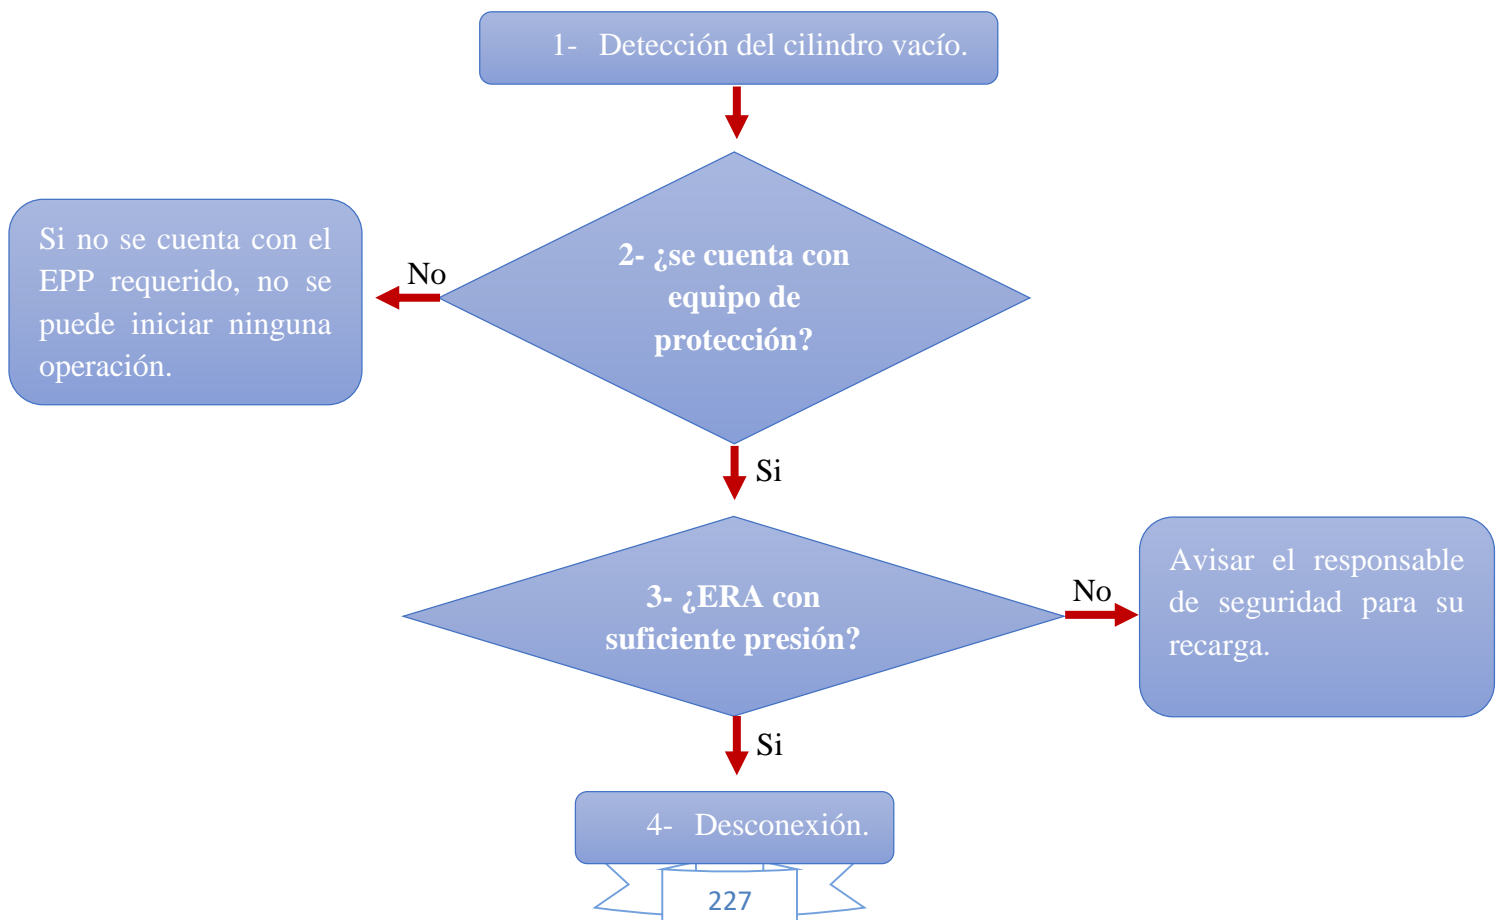 1- Detección del cilindro vacío.
2- ¿se cuenta con
equipo de
protección?
No
Si no se cuenta con el
EPP requerido, no se
puede iniciar ninguna
operación.
Si
3- ¿ERA con
suficiente presión?
No
Avisar el responsable
de seguridad para su
recarga.
Si
4- Desconexión.
227